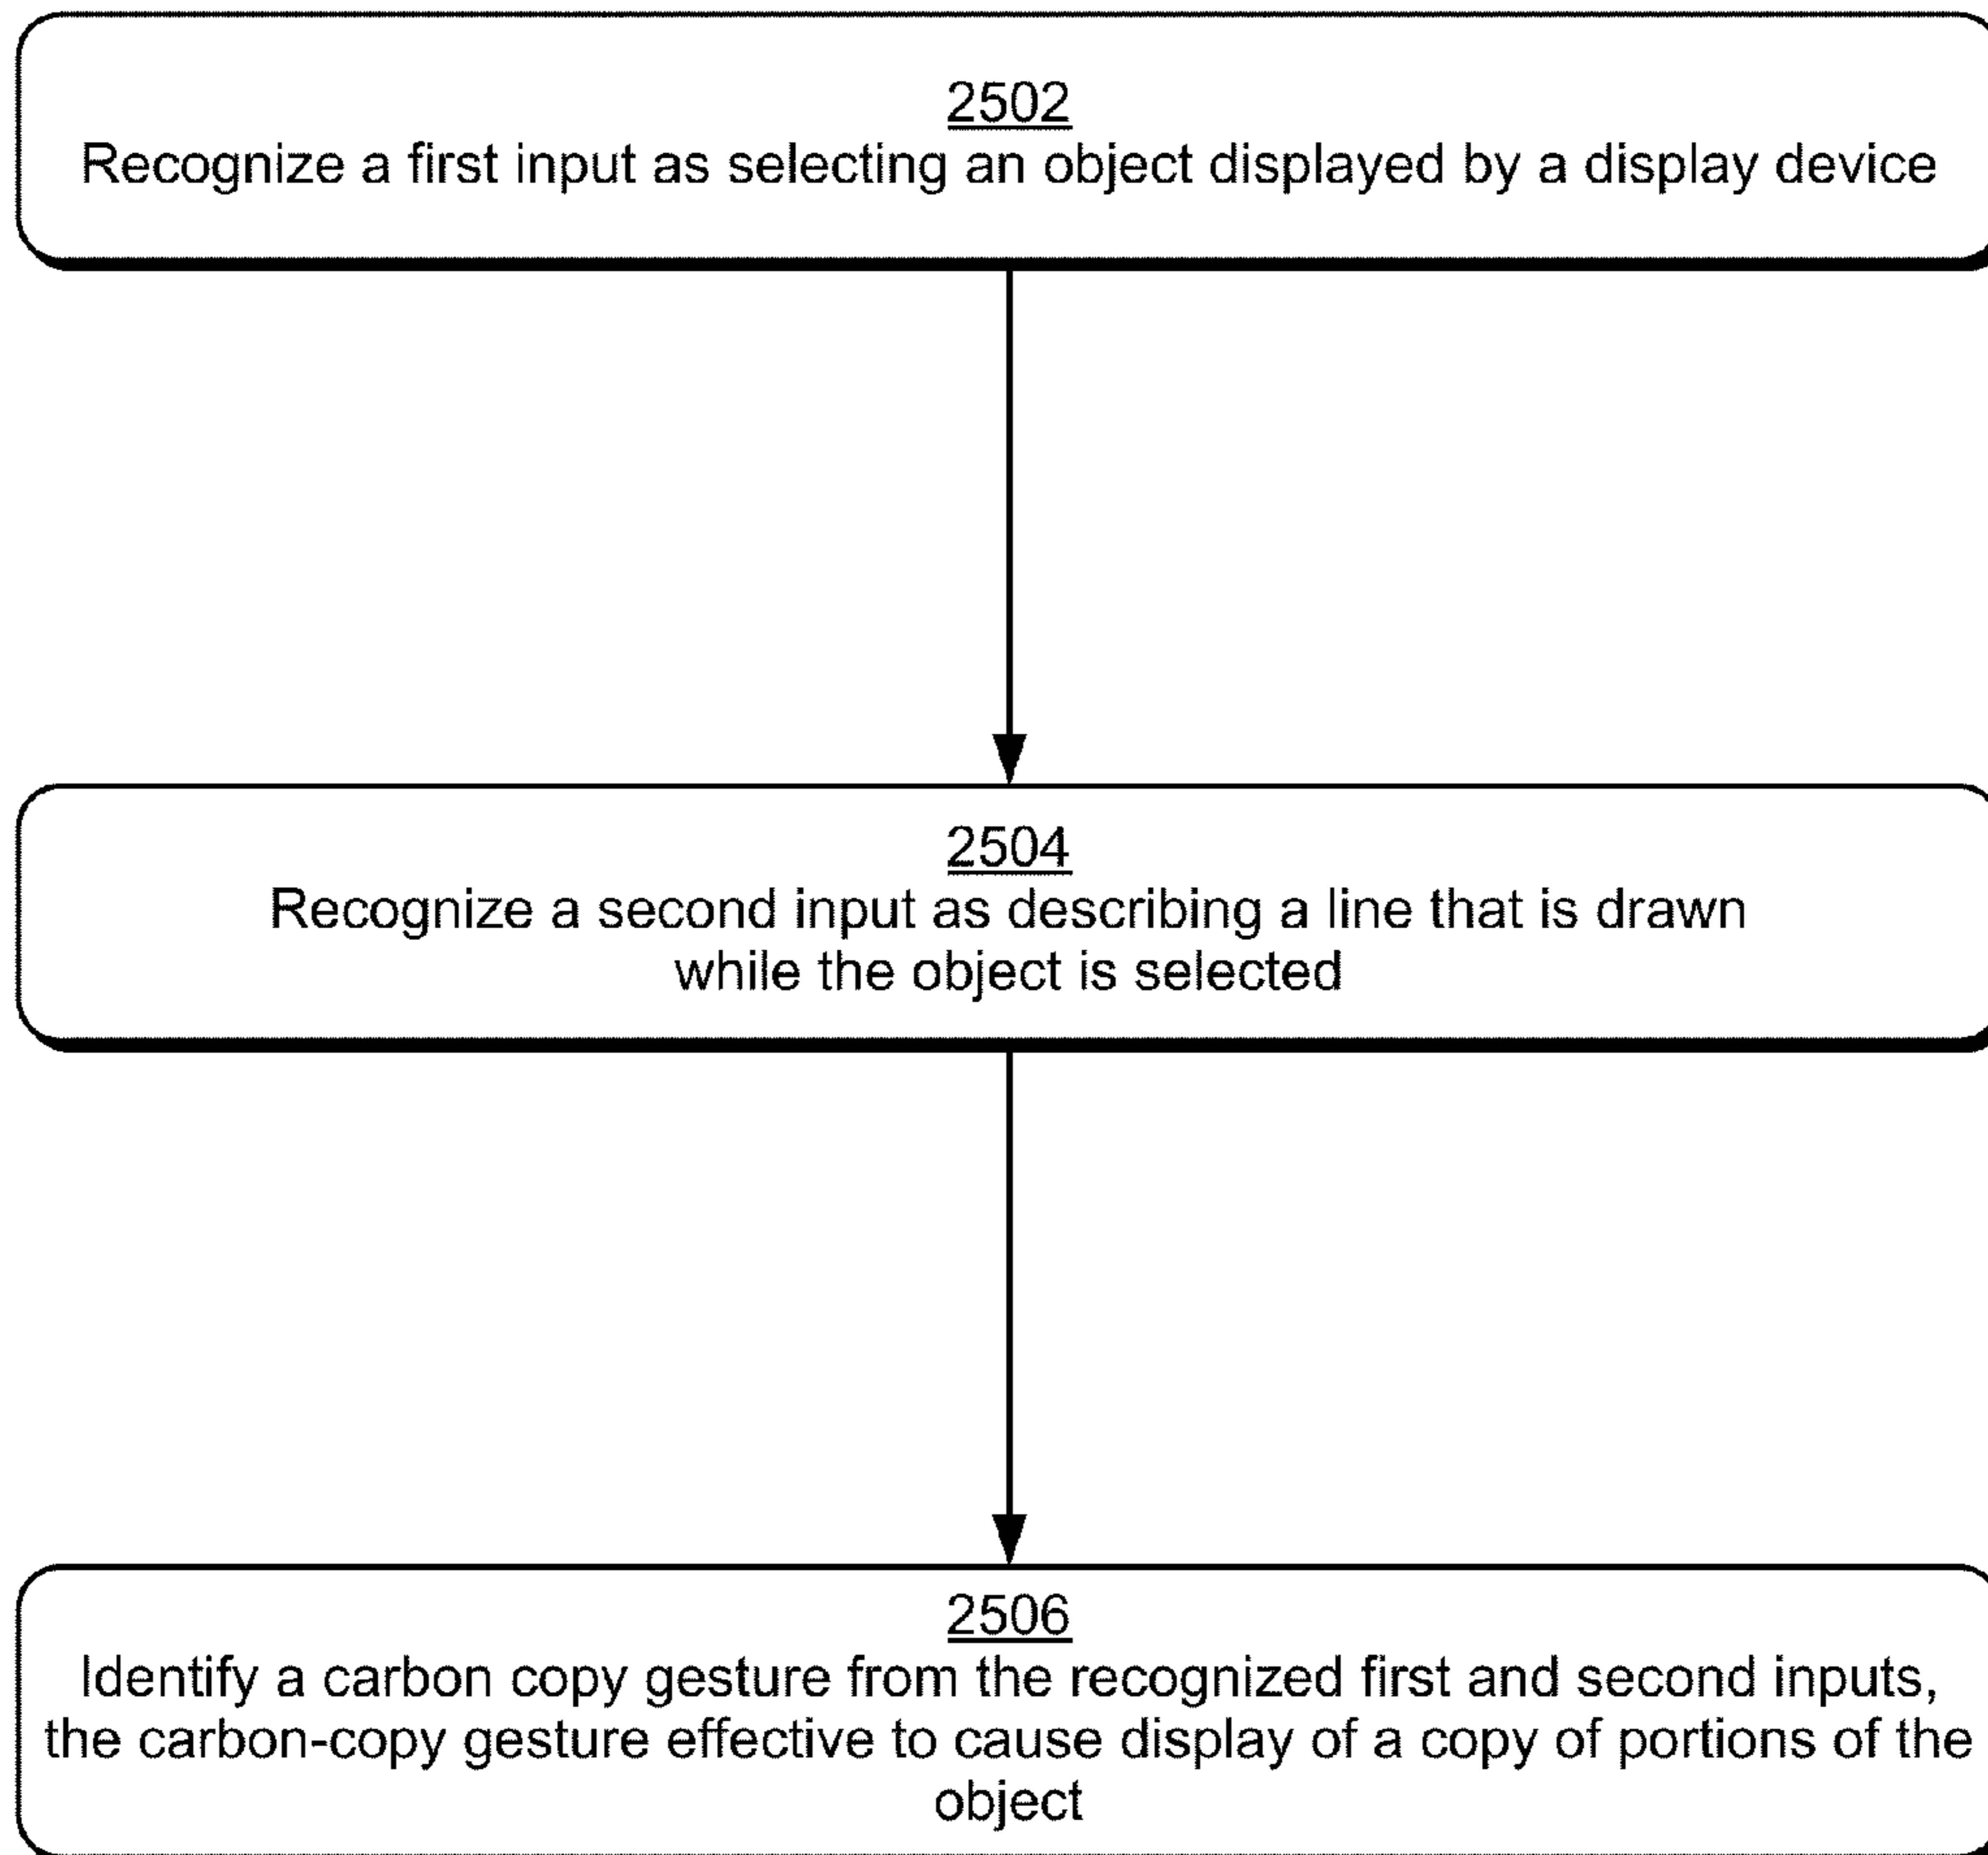 2502
Recognize a first input as selecting an object displayed by a display device
2504
Recognize a second input as describing a line that is drawn
while the object is selected
2506
Identify a carbon copy gesture from the recognized first and second inputs,
the carbon-copy gesture effective to cause display of a copy of portions of the
object